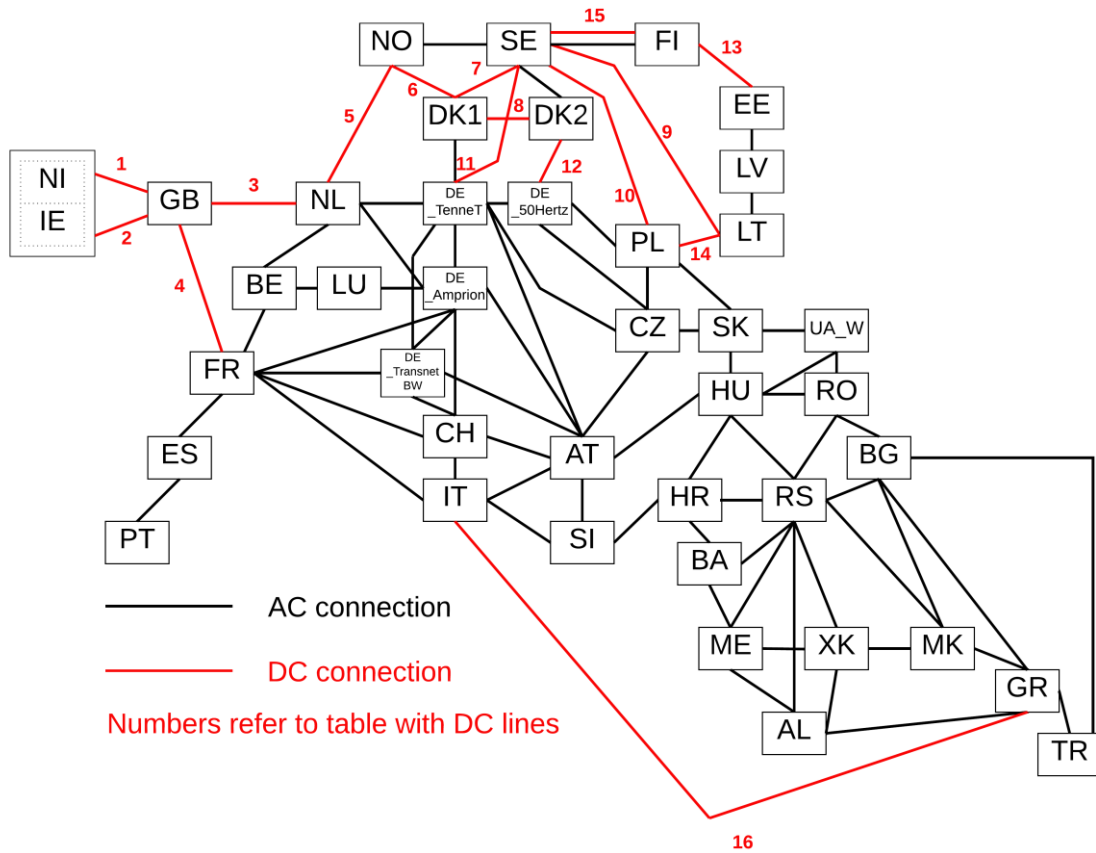 15
NO
SE
FI
13
7
6
EE
5
DK1
8
DK2
9
1
NI
11
12
LV
3
GB
NL
DE
_TenneT
DE
_50Hertz
10
IE
2
PL
LT
14
4
BE
LU
DE
_Amprion
CZ
SK
UA_W
FR
DE
_Transnet
BW
HU
RO
ES
CH
AT
BG
IT
HR
RS
PT
SI
BA
AC connection
ME
XK
MK
DC connection
GR
Numbers refer to table with DC lines
AL
TR
16